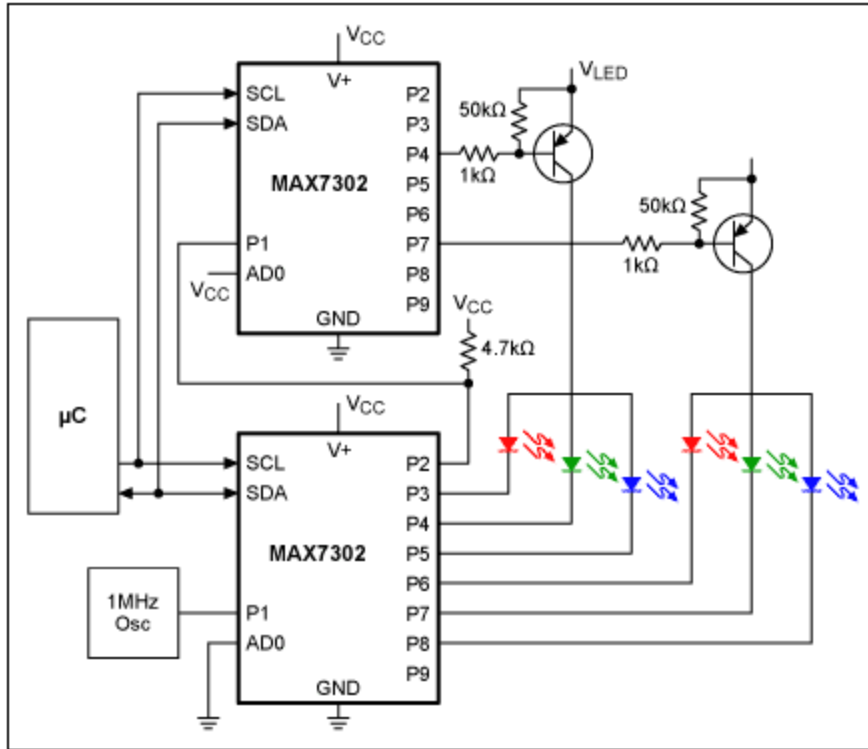 VCC
V+
VLED
SCL
P2
50kΩ
SDA
P3
P4
1kΩ
MAX7302
P5
P6
50kΩ
P1
P7
1kΩ
AD0
P8
VCC
P9
VCC
GND
4.7kΩ
µC
VCC
V+
SCL
P2
SDA
P3
P4
MAX7302
P5
P6
1MHz
Osc
P1
P7
AD0
P8
P9
GND